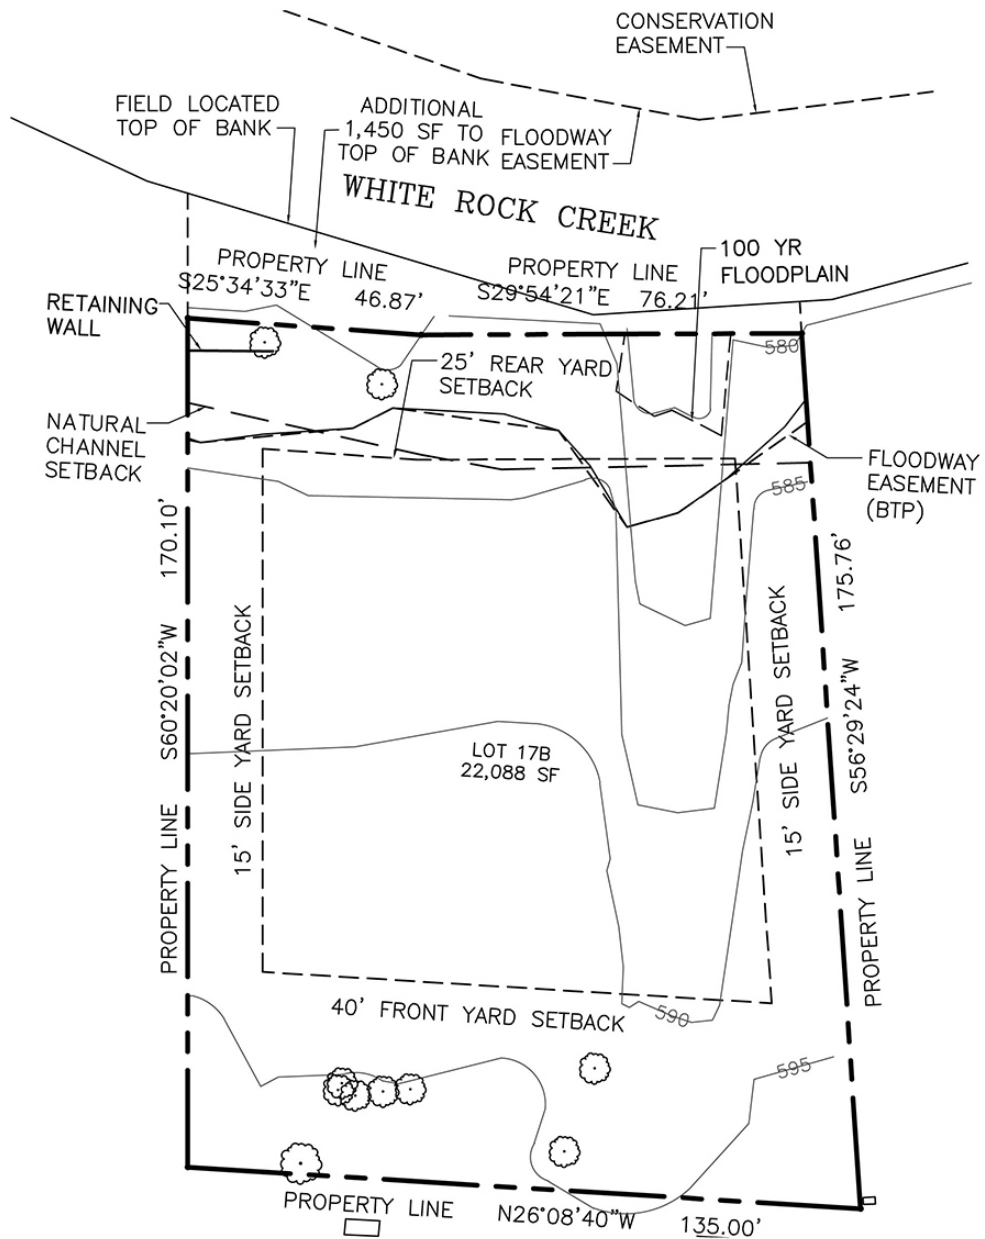 CONSERVATION
EASEMENT
FIELD LOCATED
TOP OF BANK
ADDITIONAL
1,450 SF TO
TOP OF BANK
FLOODWAY
EASEMENT
WHITE ROCK CREEK
100 YR
FLOODPLAIN
PROPERTY LINE
S25°34'33"E 46.87'
PROPERTY LINE
S29°54'21"E 76.21'
RETAINING
WALL
580
25' REAR YARD
SETBACK
NATURAL
CHANNEL
SETBACK
FLOODWAY
EASEMENT
(BTP)
585
170.10'
S60°20'02"W
PROPERTY LINE
15' SIDE YARD SETBACK
LOT 17B
22,088 SF
15' SIDE YARD SETBACK
175.76'
S56°29'24"W
PROPERTY LINE
40' FRONT YARD SETBACK
590
595
PROPERTY LINE
N26°08'40"W
135.00'